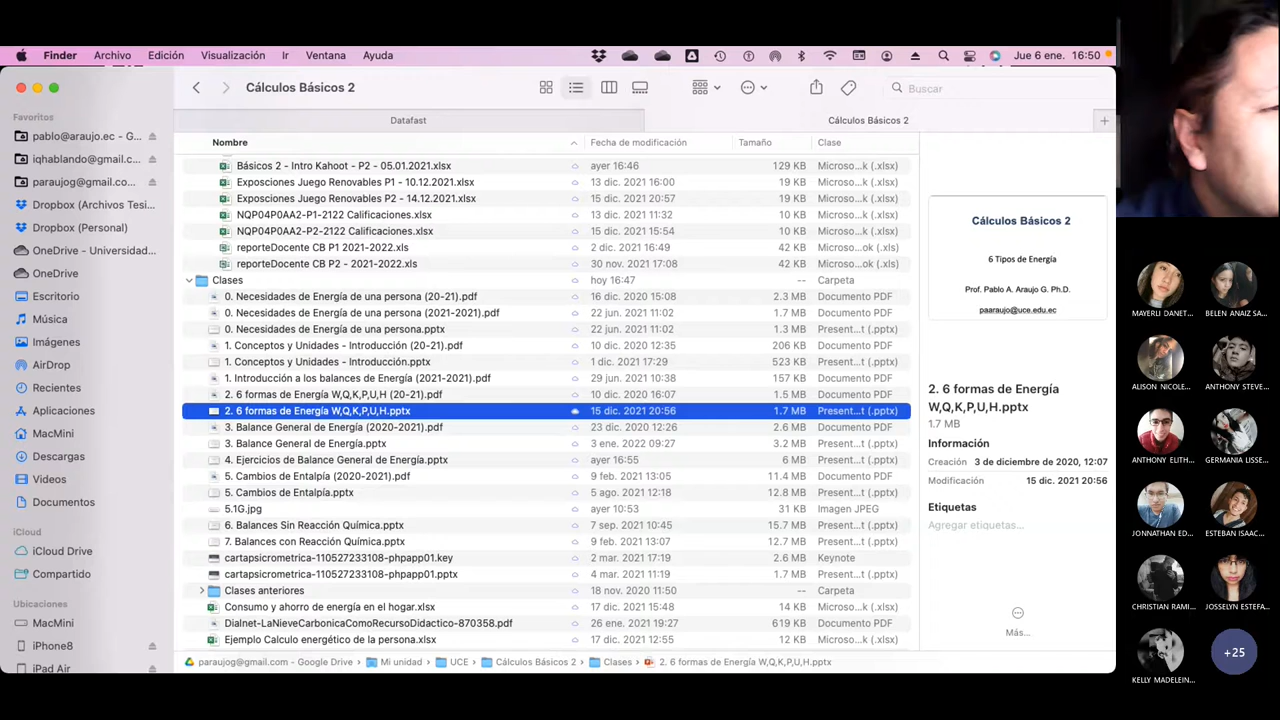 Finder Archivo Edición Visualización Ir Ventana Ayuda Jue 6 ene. 16:50
Cálculos Básicos 2 Buscar
Datafast Cálculos Básicos 2
Nombre Fecha de modificación Tamaño Clase
Favoritos
pablo@araujo.ec - G...
iqhablando@gmail.c...
paraujog@gmail.co...
Dropbox (Archivos Tesi...
Dropbox (Personal)
OneDrive - Universidad...
OneDrive
Escritorio
Música
Imágenes
AirDrop
Recientes
Aplicaciones
MacMini
Descargas
Videos
Documentos
iCloud
iCloud Drive
Compartido
Ubicaciones
MacMini
iPhone8
iPad Air
Básicos 2 - Intro Kahoot - P2 - 05.01.2021.xlsx ayer 16:46 129 KB Microso...k (.xlsx)
Exposiciones Juego Renovables P1 - 10.12.2021.xlsx 13 dic. 2021 16:00 19 KB Microso...k (.xlsx)
Exposiciones Juego Renovables P2 - 14.12.2021.xlsx 15 dic. 2021 20:57 19 KB Microso...k (.xlsx)
NQP04P0AA2-P1-2122 Calificaciones.xlsx 13 dic. 2021 11:32 10 KB Microso...k (.xlsx)
NQP04P0AA2-P2-2122 Calificaciones.xlsx 15 dic. 2021 15:54 10 KB Microso...k (.xlsx)
reporteDocente CB P1 2021-2022.xls 2 dic. 2021 16:49 42 KB Microso...ok (.xls)
reporteDocente CB P2 - 2021-2022.xls 30 nov. 2021 17:08 42 KB Microso...ok (.xls)
Clases hoy 16:47 -- Carpeta
0. Necesidades de Energía de una persona (20-21).pdf 16 dic. 2020 15:08 2.3 MB Documento PDF
0. Necesidades de Energía de una persona (2021-2021).pdf 22 jun. 2021 11:02 1.7 MB Documento PDF
0. Necesidades de Energía de una persona.pptx 22 jun. 2021 11:02 1.3 MB Present...t (.pptx)
1. Conceptos y Unidades - Introducción (20-21).pdf 10 dic. 2020 12:35 206 KB Documento PDF
1. Conceptos y Unidades - Introducción.pptx 1 dic. 2021 17:29 523 KB Present...t (.pptx)
1. Introducción a los balances de Energía (2021-2021).pdf 29 jun. 2021 10:38 157 KB Documento PDF
2. 6 formas de Energía W,Q,K,P,U,H (20-21).pdf 10 dic. 2020 16:07 1.5 MB Documento PDF
2. 6 formas de Energía W,Q,K,P,U,H.pptx 15 dic. 2021 20:56 1.7 MB Present...t (.pptx)
3. Balance General de Energía (2020-2021).pdf 23 dic. 2020 12:26 2.6 MB Documento PDF
3. Balance General de Energía.pptx 3 ene. 2022 09:27 3.2 MB Present...t (.pptx)
4. Ejercicios de Balance General de Energía.pptx ayer 16:55 6 MB Present...t (.pptx)
5. Cambios de Entalpía (2020-2021).pdf 9 feb. 2021 13:05 11.4 MB Documento PDF
5. Cambios de Entalpía.pptx 5 ago. 2021 12:18 12.8 MB Present...t (.pptx)
5.1G.jpg ayer 10:53 31 KB Imagen JPEG
6. Balances Sin Reacción Química.pptx 7 sep. 2021 10:45 15.7 MB Present...t (.pptx)
7. Balances con Reacción Química.pptx 9 feb. 2021 13:07 12.7 MB Present...t (.pptx)
cartapsicrometrica-110527233108-phpapp01.key 2 mar. 2021 17:19 2.6 MB Keynote
cartapsicrometrica-110527233108-phpapp01.pptx 4 mar. 2021 11:19 1.7 MB Present...t (.pptx)
Clases anteriores 18 nov. 2020 11:50 -- Carpeta
Consumo y ahorro de energía en el hogar.xlsx 17 dic. 2021 15:48 14 KB Microso...k (.xlsx)
Dialnet-LaNieveCarbonicaComoRecursoDidactico-870358.pdf 26 ene. 2021 19:27 619 KB Documento PDF
Ejemplo Calculo energético de la persona.xlsx 17 dic. 2021 12:55 12 KB Microso...k (.xlsx)
paraujog@gmail.com - Google Drive Mi unidad UCE Cálculos Básicos 2 Clases 2. 6 formas de Energía W,Q,K,P,U,H.pptx
Cálculos Básicos 2
6 Tipos de Energía
Prof. Pablo A. Araujo G. Ph.D.
paaraujo@uce.edu.ec
2. 6 formas de Energía
W,Q,K,P,U,H.pptx
1.7 MB
Información
Creación 3 de diciembre de 2020, 12:07
Modificación 15 dic. 2021 20:56
Etiquetas
Agregar etiquetas...
Más...
MAYERLI DANET... BELEN ANAIZ SA...
ALISON NICOLE... ANTHONY STEVE...
ANTHONY ELITH... GERMANIA LISSE...
JONNATHAN ED... ESTEBAN ISAAC...
CHRISTIAN RAMI... JOSSELYN ESTEFA...
KELLY MADELEIN... +25